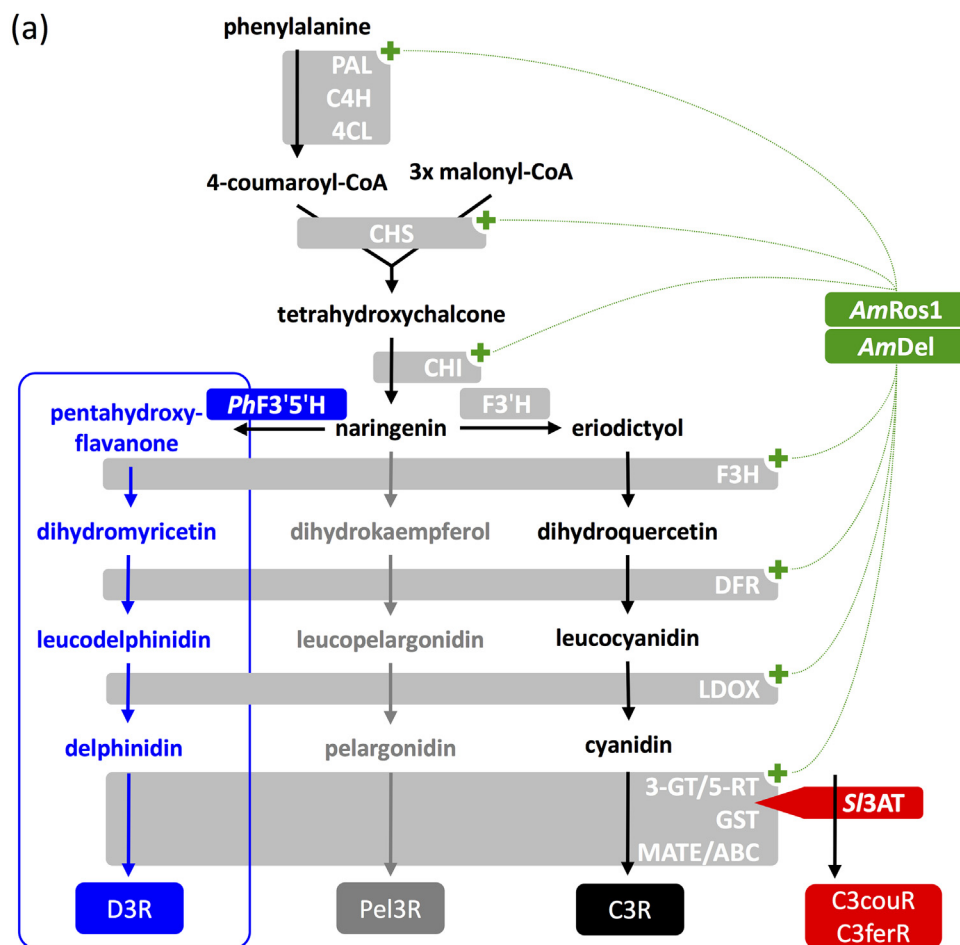 (a)
phenylalanine
PAL
C4H
4CL
4-coumaroyl-CoA
3x malonyl-CoA
CHS
tetrahydroxychalcone
AmRos1
AmDel
CHI
PhF3'5'H
F3'H
pentahydroxy-
flavanone
naringenin
eriodictyol
F3H
dihydromyricetin
dihydrokaempferol
dihydroquercetin
DFR
leucodelphinidin
leucopelargonidin
leucocyanidin
LDOX
delphinidin
pelargonidin
cyanidin
3-GT/5-RT
GST
MATE/ABC
Sl3AT
D3R
Pel3R
C3R
C3couR
C3ferR